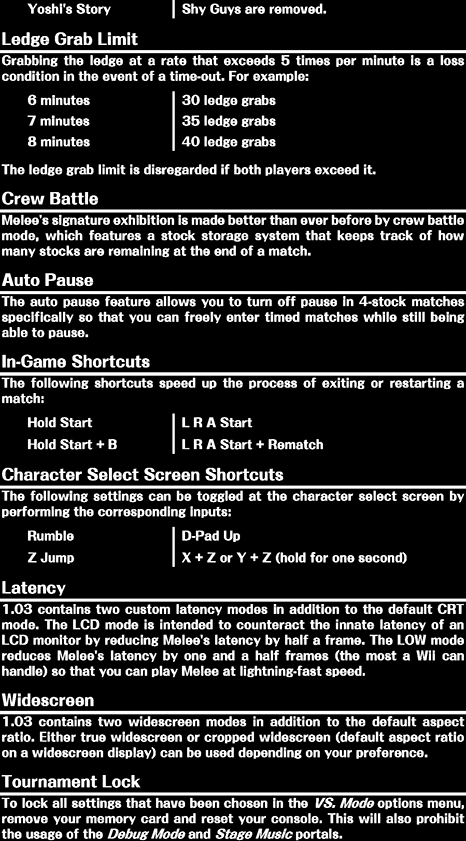 Yoshi's Story Shy Guys are removed.
Ledge Grab Limit
Grabbing the ledge at a rate that exceeds 5 times per minute is a loss
condition in the event of a time-out. For example:
6 minutes 30 ledge grabs
7 minutes 35 ledge grabs
8 minutes 40 ledge grabs
The ledge grab limit is disregarded if both players exceed it.
Crew Battle
Melee's signature exhibition is made better than ever before by crew battle
mode, which features a stock storage system that keeps track of how
many stocks are remaining at the end of a match.
Auto Pause
The auto pause feature allows you to turn off pause in 4-stock matches
specifically so that you can freely enter timed matches while still being
able to pause.
In-Game Shortcuts
The following shortcuts speed up the process of exiting or restarting a
match:
Hold Start L R A Start
Hold Start + B L R A Start + Rematch
Character Select Screen Shortcuts
The following settings can be toggled at the character select screen by
performing the corresponding inputs:
Rumble D-Pad Up
Z Jump X + Z or Y + Z (hold for one second)
Latency
1.03 contains two custom latency modes in addition to the default CRT
mode. The LCD mode is intended to counteract the innate latency of an
LCD monitor by reducing Melee's latency by half a frame. The LOW mode
reduces Melee's latency by one and a half frames (the most a Wii can
handle) so that you can play Melee at lightning-fast speed.
Widescreen
1.03 contains two widescreen modes in addition to the default aspect
ratio. Either true widescreen or cropped widescreen (default aspect ratio
on a widescreen display) can be used depending on your preference.
Tournament Lock
To lock all settings that have been chosen in the VS. Mode options menu,
remove your memory card and reset your console. This will also prohibit
the usage of the Debug Mode and Stage Music portals.